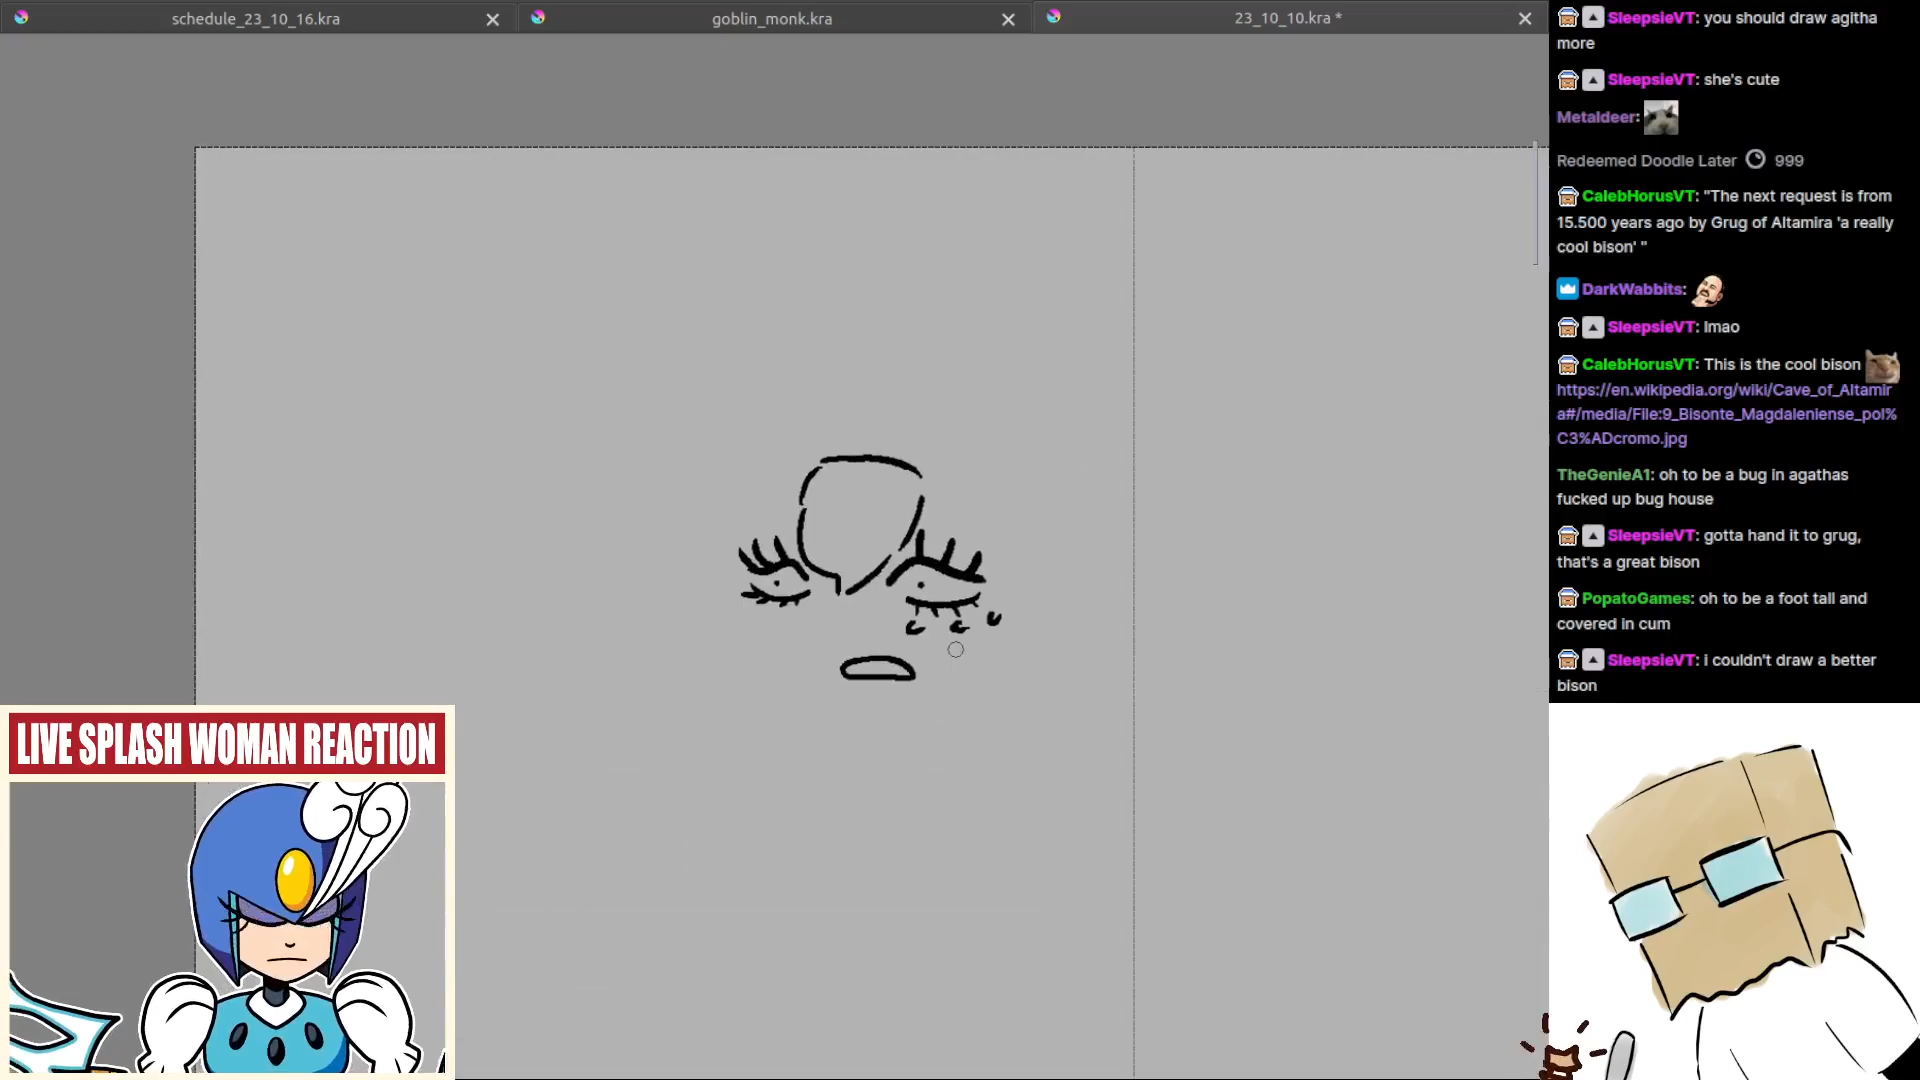 schedule_23_10_16.kra
goblin_monk.kra
23_10_10.kra *
SleepsieVT: you should draw agitha
more
SleepsieVT: she's cute
Metaldeer:
Redeemed Doodle Later 999
CalebHorusVT: "The next request is from
15.500 years ago by Grug of Altamira 'a really
cool bison' "
DarkWabbits:
SleepsieVT: lmao
CalebHorusVT: This is the cool bison
https://en.wikipedia.org/wiki/Cave_of_Altamir
a#/media/File:9_Bisonte_Magdaleniense_pol%
C3%ADcromo.jpg
TheGenieA1: oh to be a bug in agathas
fucked up bug house
SleepsieVT: gotta hand it to grug,
that's a great bison
PopatoGames: oh to be a foot tall and
covered in cum
SleepsieVT: i couldn't draw a better
bison
LIVE SPLASH WOMAN REACTION